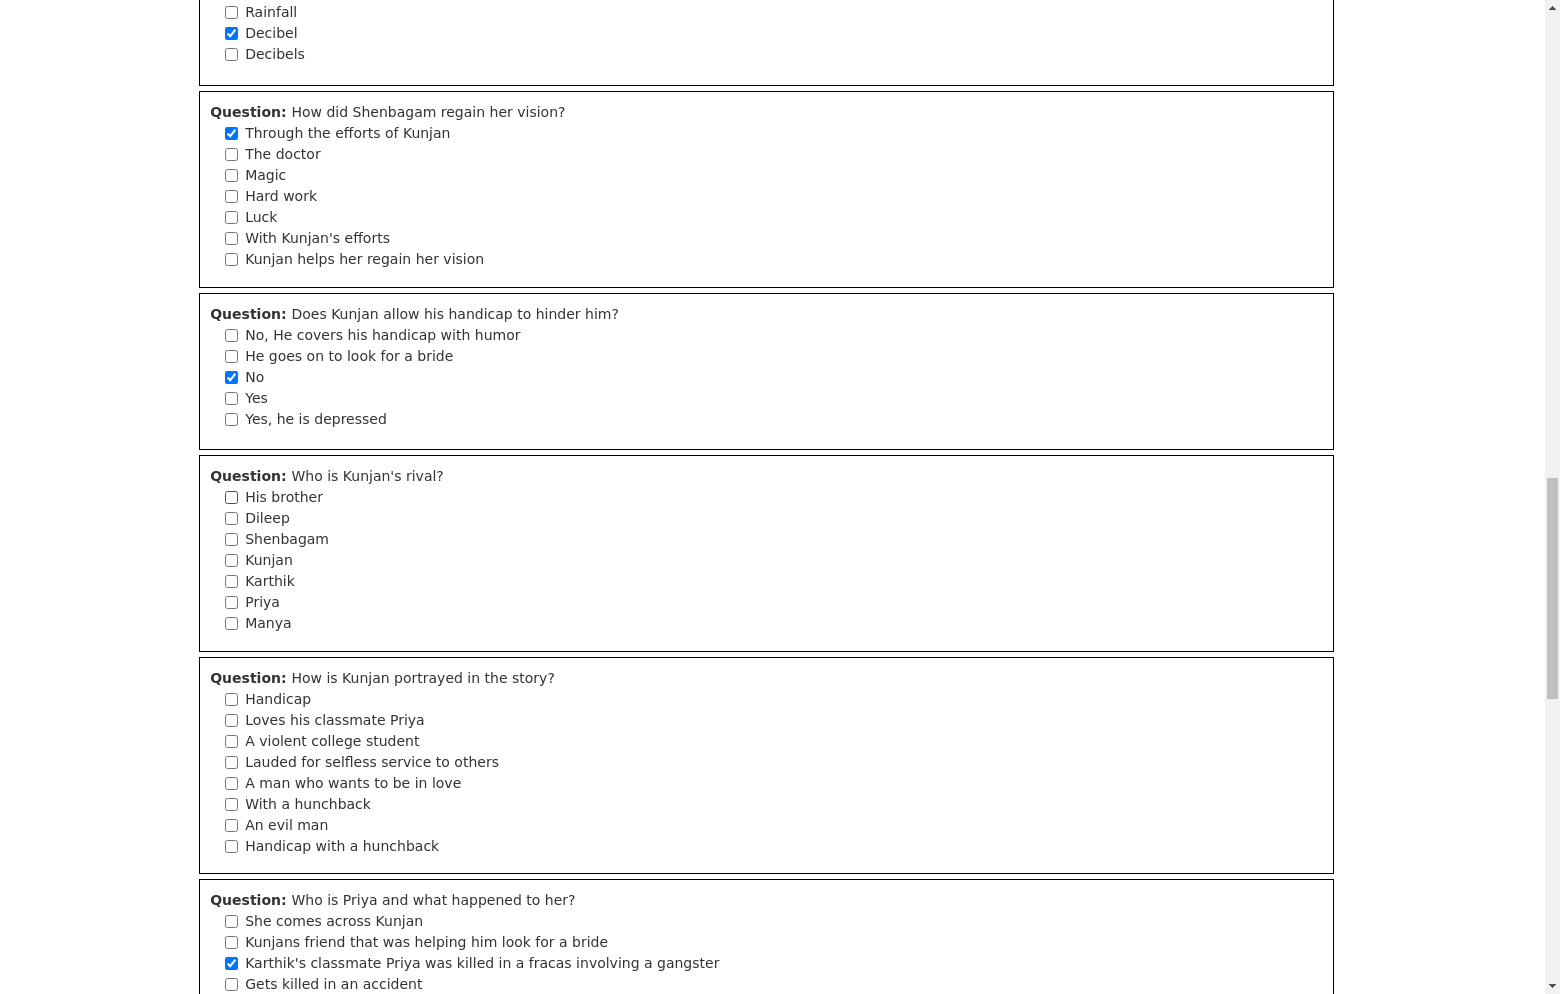 Rainfall
Decibel
Decibels
Question: How did Shenbagam regain her vision?
Through the efforts of Kunjan
The doctor
Magic
Hard work
Luck
With Kunjan's efforts
Kunjan helps her regain her vision
Question: Does Kunjan allow his handicap to hinder him?
No, He covers his handicap with humor
He goes on to look for a bride
No
Yes
Yes, he is depressed
Question: Who is Kunjan's rival?
His brother
Dileep
Shenbagam
Kunjan
Karthik
Priya
Manya
Question: How is Kunjan portrayed in the story?
Handicap
Loves his classmate Priya
A violent college student
Lauded for selfless service to others
A man who wants to be in love
With a hunchback
An evil man
Handicap with a hunchback
Question: Who is Priya and what happened to her?
She comes across Kunjan
Kunjans friend that was helping him look for a bride
Karthik's classmate Priya was killed in a fracas involving a gangster
Gets killed in an accident